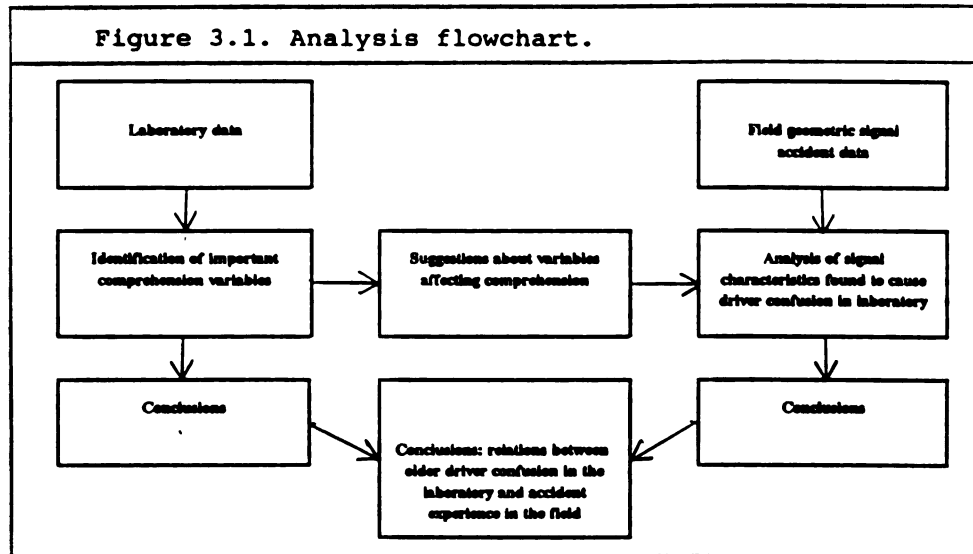 Figure 3.1. Analysis flowchart.
Laboratory data
Field geometric signal
accident data
Identification of important
comprehension variables
Suggestions about variables
affecting comprehension
Analysis of signal
characteristics found to cause
driver confusion in laboratory
Conclusions
Conclusions: relations between
older driver confusion in the
laboratory and accident
experience in the field
Conclusions